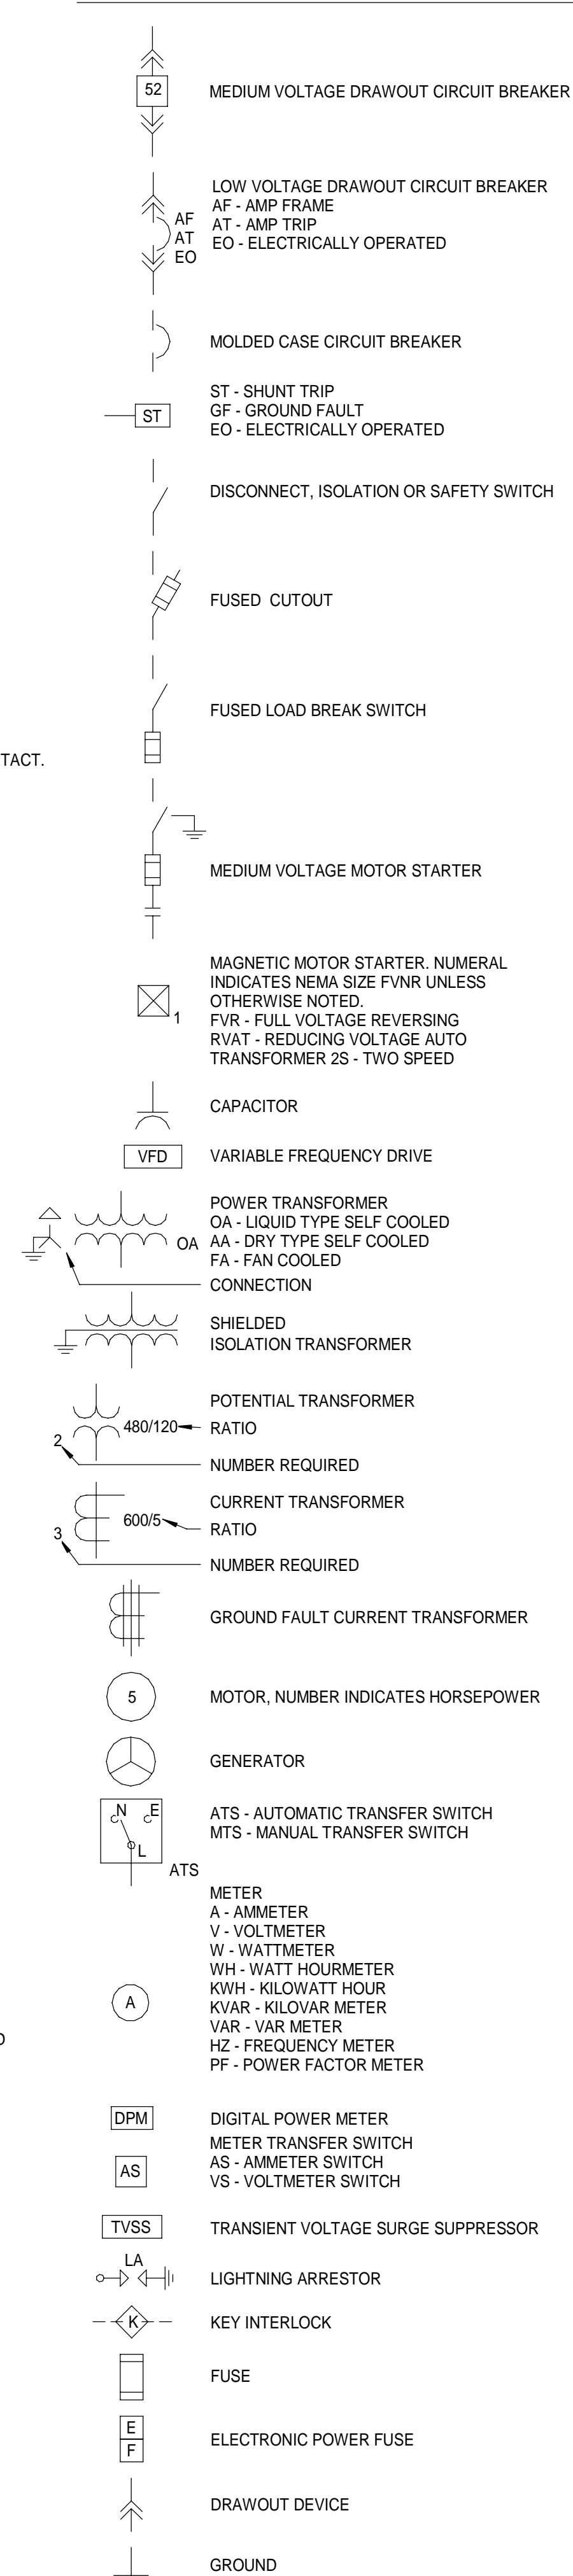 52
MEDIUM VOLTAGE DRAWOUT CIRCUIT BREAKER
LOW VOLTAGE DRAWOUT CIRCUIT BREAKER
AF - AMP FRAME
AT - AMP TRIP
EO - ELECTRICALLY OPERATED
AF
AT
EO
MOLDED CASE CIRCUIT BREAKER
ST
ST - SHUNT TRIP
GF - GROUND FAULT
EO - ELECTRICALLY OPERATED
DISCONNECT, ISOLATION OR SAFETY SWITCH
FUSED CUTOUT
FUSED LOAD BREAK SWITCH
TACT.
MEDIUM VOLTAGE MOTOR STARTER
1
MAGNETIC MOTOR STARTER. NUMERAL
INDICATES NEMA SIZE FVNR UNLESS
OTHERWISE NOTED.
FVR - FULL VOLTAGE REVERSING
RVAT - REDUCING VOLTAGE AUTO
TRANSFORMER 2S - TWO SPEED
CAPACITOR
VFD
VARIABLE FREQUENCY DRIVE
POWER TRANSFORMER
OA - LIQUID TYPE SELF COOLED
OA
AA - DRY TYPE SELF COOLED
FA - FAN COOLED
CONNECTION
SHIELDED
ISOLATION TRANSFORMER
POTENTIAL TRANSFORMER
480/120
RATIO
2
NUMBER REQUIRED
CURRENT TRANSFORMER
600/5
RATIO
3
NUMBER REQUIRED
GROUND FAULT CURRENT TRANSFORMER
5
MOTOR, NUMBER INDICATES HORSEPOWER
GENERATOR
N E
L
ATS
ATS - AUTOMATIC TRANSFER SWITCH
MTS - MANUAL TRANSFER SWITCH
METER
A - AMMETER
V - VOLTMETER
W - WATTMETER
WH - WATT HOURMETER
KWH - KILOWATT HOUR
A
KVAR - KILOVAR METER
VAR - VAR METER
HZ - FREQUENCY METER
PF - POWER FACTOR METER
DPM
DIGITAL POWER METER
METER TRANSFER SWITCH
AS
AS - AMMETER SWITCH
VS - VOLTMETER SWITCH
TVSS
TRANSIENT VOLTAGE SURGE SUPPRESSOR
LA
LIGHTNING ARRESTOR
K
KEY INTERLOCK
FUSE
E
F
ELECTRONIC POWER FUSE
DRAWOUT DEVICE
GROUND